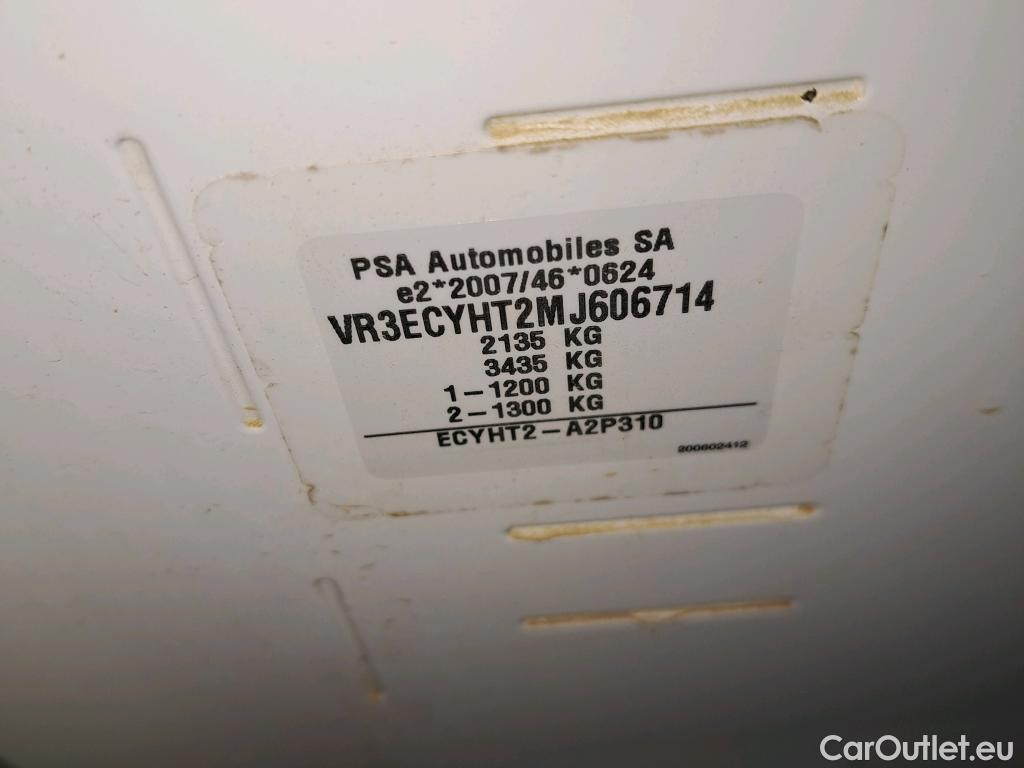 PSA Automobiles SA
e2*2007/46*0624
VR3ECYHT2MJ606714
2135 KG
3435 KG
1-1200 KG
2-1300 KG
ECYHT2-A2P310
200602412
CarOutlet.eu